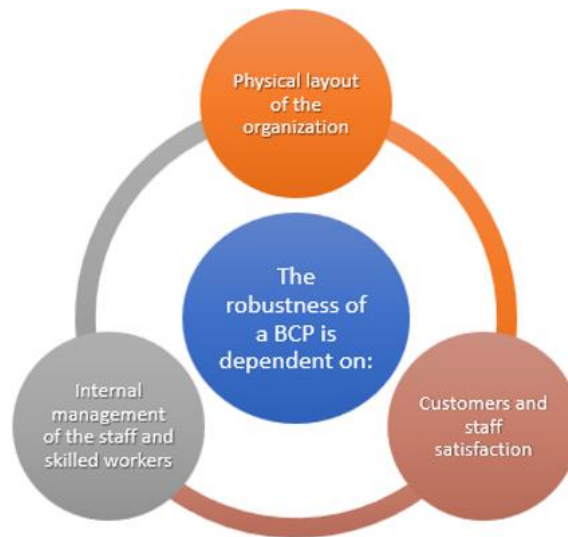 Physical layout
of the
organization
The
robustness of
a BCP is
dependent on:
Internal
management
of the staff and
skilled workers
Customers and
staff
satisfaction